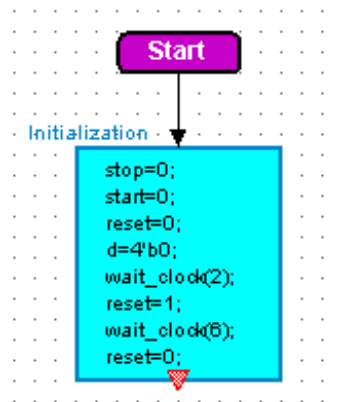 Start
Initialization
stop=0;
start=0;
reset=0;
d=4'b0;
wait_clock(2);
reset=1;
wait_clock(6);
reset=0;